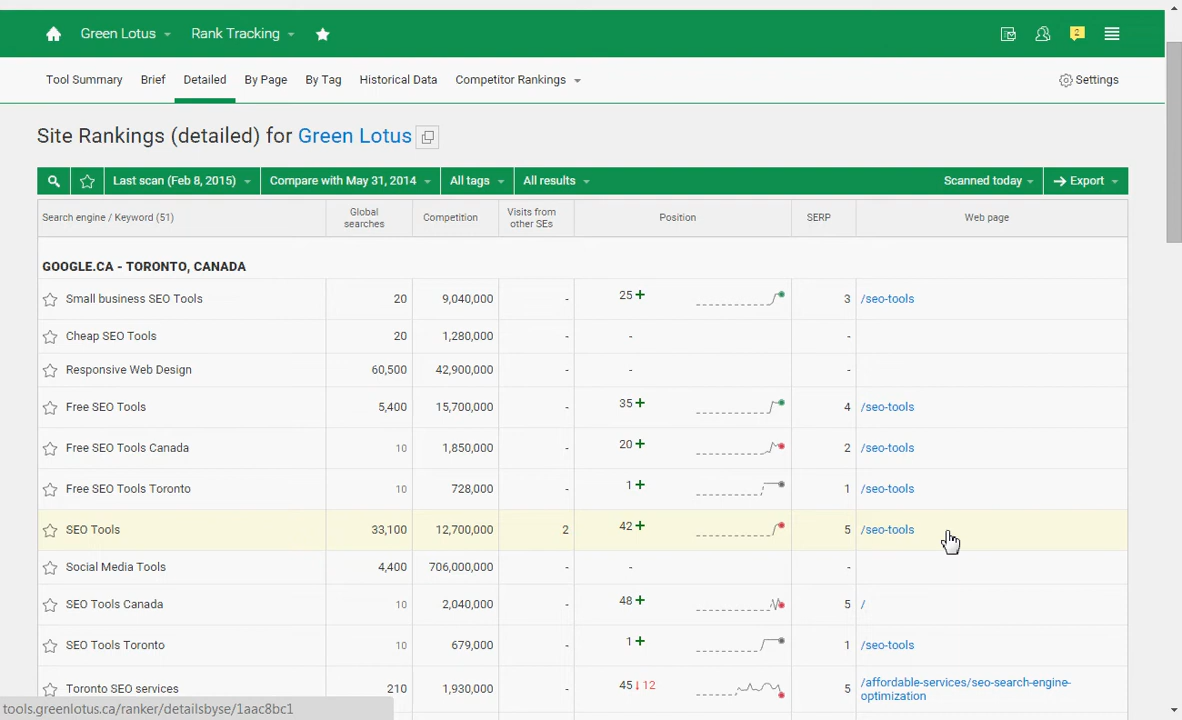 Green Lotus Rank Tracking 2
Tool Summary Brief Detailed By Page By Tag Historical Data Competitor Rankings Settings
Site Rankings (detailed) for Green Lotus
Last scan (Feb 8, 2015) Compare with May 31, 2014 All tags All results Scanned today Export
Search engine / Keyword (51) Global searches Competition Visits from other SEs Position SERP Web page
GOOGLE.CA - TORONTO, CANADA
Small business SEO Tools 20 9,040,000 - 25 + 3 /seo-tools
Cheap SEO Tools 20 1,280,000 - - -
Responsive Web Design 60,500 42,900,000 - - -
Free SEO Tools 5,400 15,700,000 - 35 + 4 /seo-tools
Free SEO Tools Canada 10 1,850,000 - 20 + 2 /seo-tools
Free SEO Tools Toronto 10 728,000 - 1 + 1 /seo-tools
SEO Tools 33,100 12,700,000 2 42 + 5 /seo-tools
Social Media Tools 4,400 706,000,000 - - -
SEO Tools Canada 10 2,040,000 - 48 + 5 /
SEO Tools Toronto 10 679,000 - 1 + 1 /seo-tools
Toronto SEO services 210 1,930,000 - 45 ↓ 12 5 /affordable-services/seo-search-engine-
optimization
tools.greenlotus.ca/ranker/detailsbyse/1aac8bc1